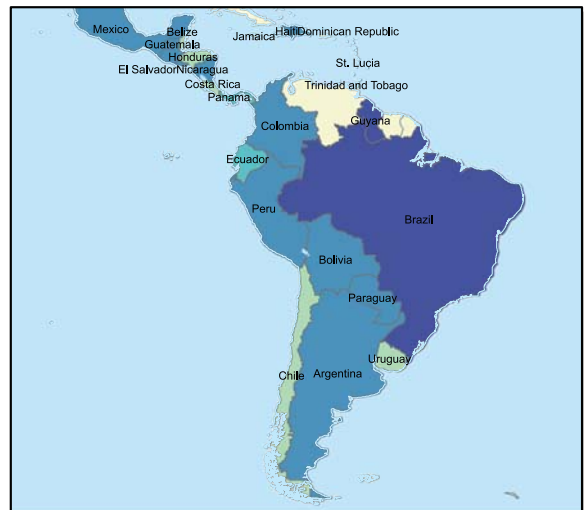 Mexico
Belize
Jamaica
HaitiDominican Republic
Guatemala
Honduras
St. Lucia
El SalvadorNicaragua
Costa Rica
Trinidad and Tobago
Panama
Guyana
Colombia
Ecuador
Peru
Brazil
Bolivia
Paraguay
Uruguay
Chile
Argentina